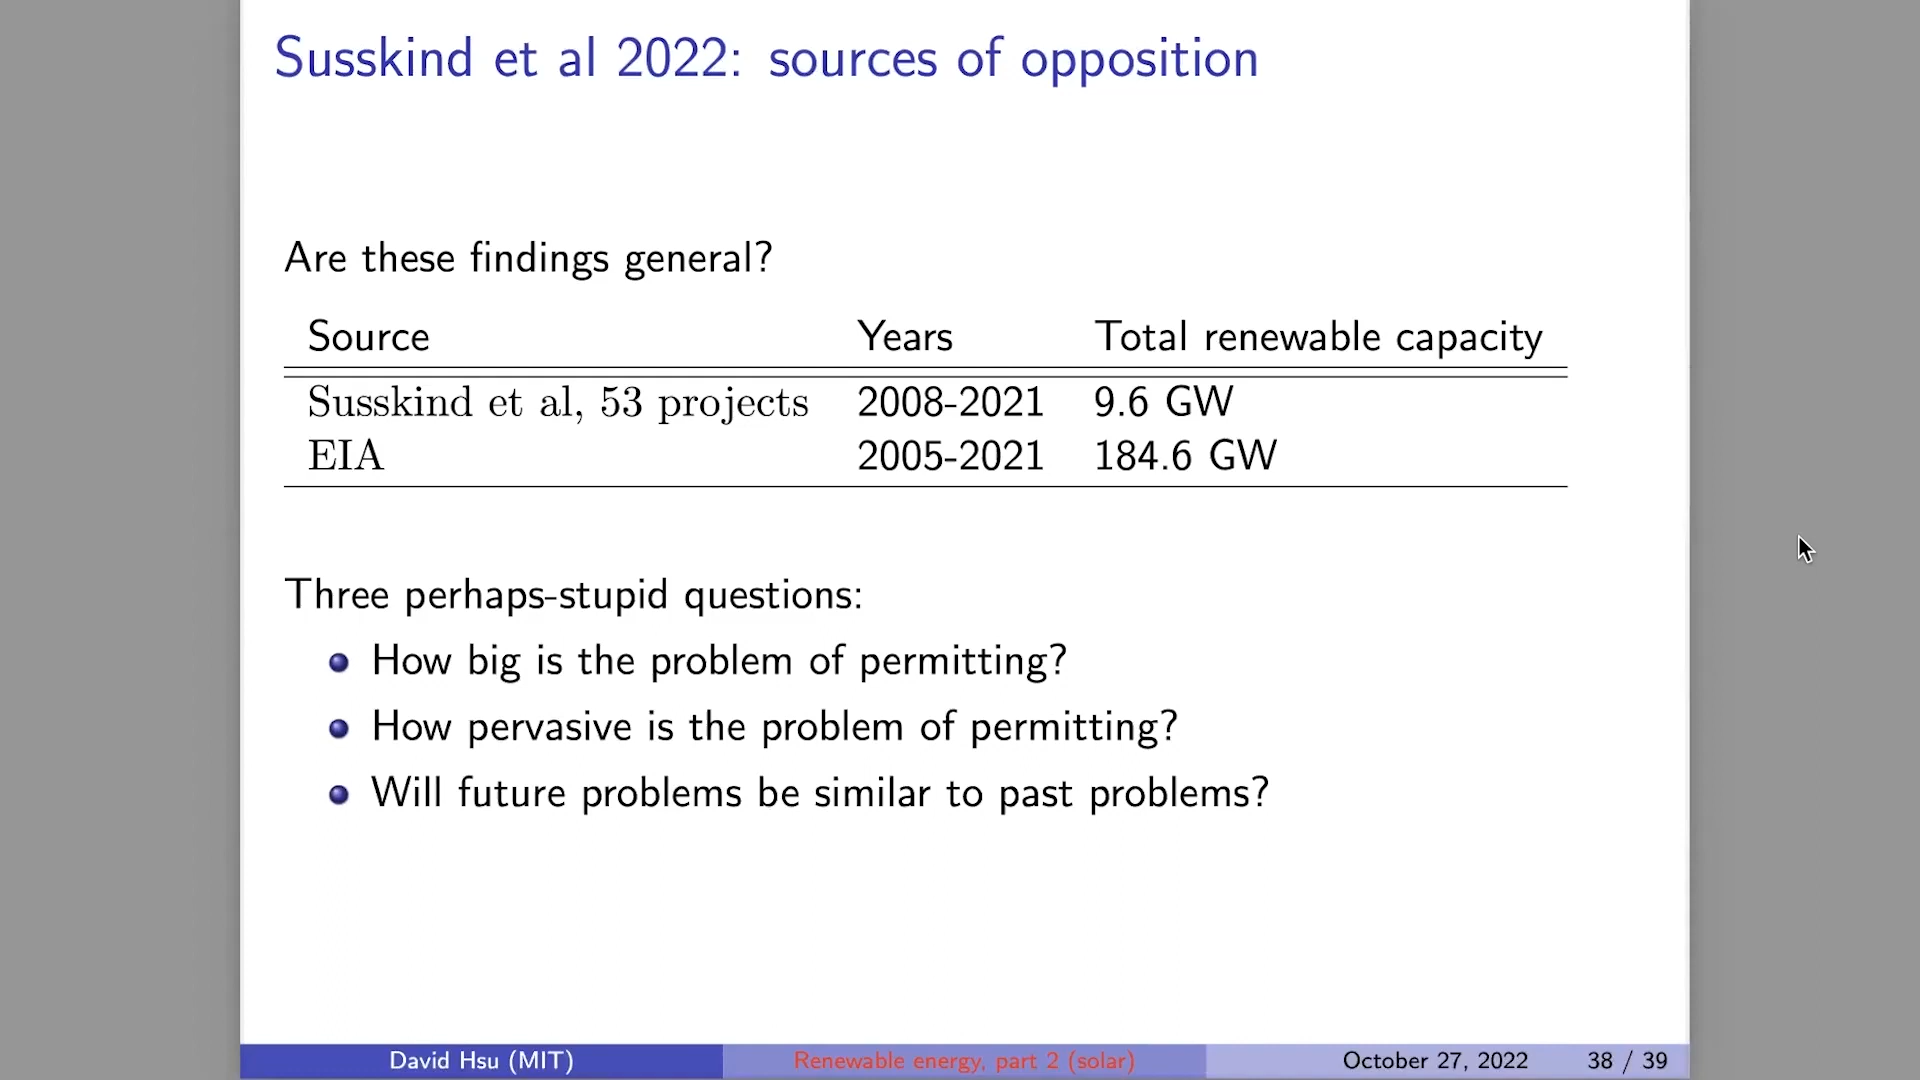 Susskind et al 2022: sources of opposition
Are these findings general?
Source Years Total renewable capacity
Susskind et al, 53 projects 2008-2021 9.6 GW
EIA 2005-2021 184.6 GW
Three perhaps-stupid questions:
How big is the problem of permitting?
How pervasive is the problem of permitting?
Will future problems be similar to past problems?
David Hsu (MIT) Renewable energy, part 2 (solar) October 27, 2022 38 / 39